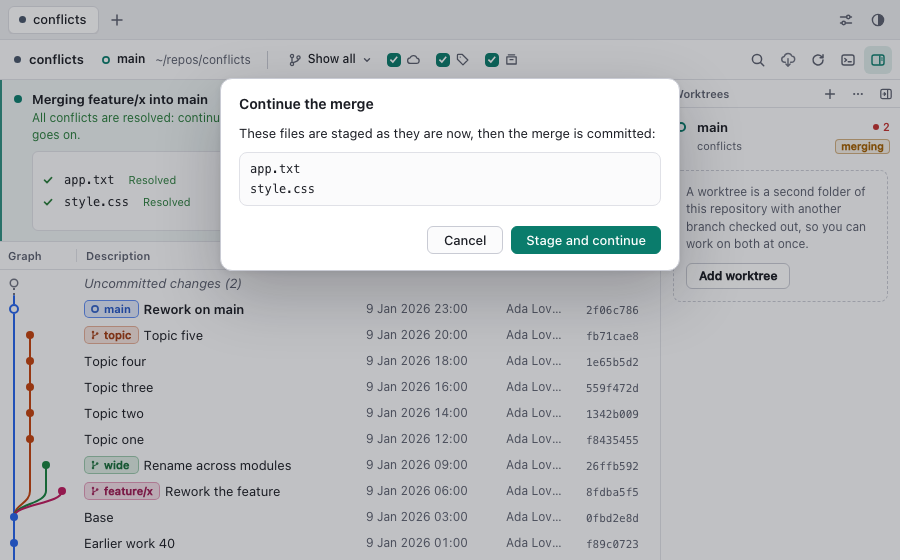 conflicts
conflicts main ~/repos/conflicts Show all
Merging feature/x into main
All conflicts are resolved: continu
goes on.
app.txt Resolved
style.css Resolved
Continue the merge
These files are staged as they are now, then the merge is committed:
app.txt
style.css
Cancel Stage and continue
Worktrees
main 2
conflicts merging
A worktree is a second folder of
this repository with another
branch checked out, so you can
work on both at once.
Add worktree
Graph Description
Uncommitted changes (2)
main Rework on main 9 Jan 2026 23:00 Ada Lov… 2f06c786
topic Topic five 9 Jan 2026 20:00 Ada Lov… fb71cae8
Topic four 9 Jan 2026 18:00 Ada Lov… 1e65b5d2
Topic three 9 Jan 2026 16:00 Ada Lov… 559f472d
Topic two 9 Jan 2026 14:00 Ada Lov… 1342b009
Topic one 9 Jan 2026 12:00 Ada Lov… f8435455
wide Rename across modules 9 Jan 2026 09:00 Ada Lov… 26ffb592
feature/x Rework the feature 9 Jan 2026 06:00 Ada Lov… 8fdba5f5
Base 9 Jan 2026 03:00 Ada Lov… 0fbd2e8d
Earlier work 40 9 Jan 2026 01:00 Ada Lov… f89c0723